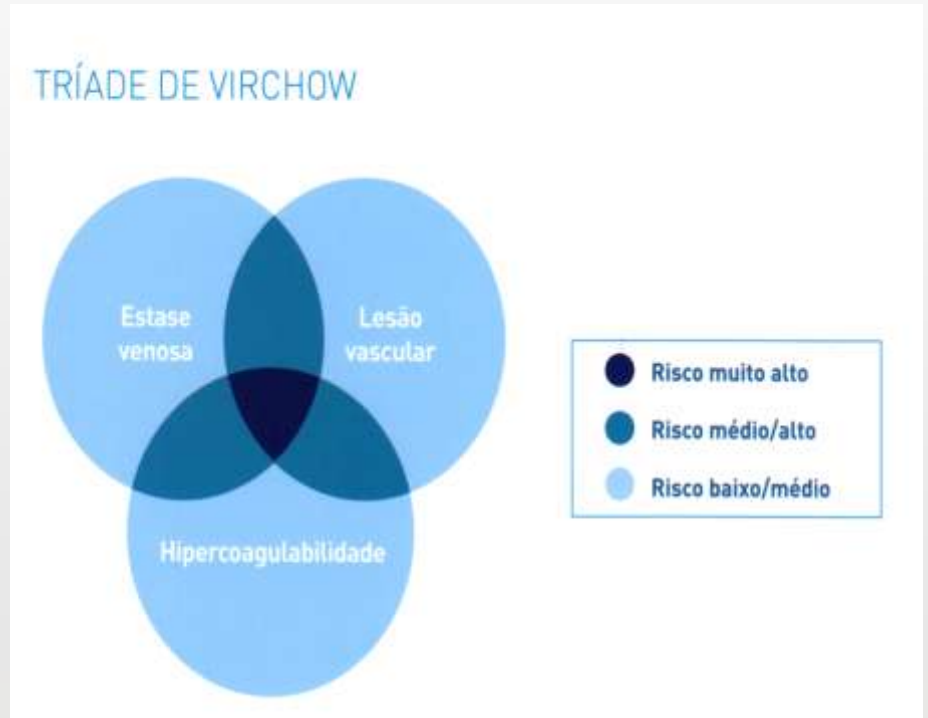 TRÍADE DE VIRCHOW
Estase
venosa
Lesão
vascular
Hipercoagulabilidade
Risco muito alto
Risco médio/alto
Risco baixo/médio